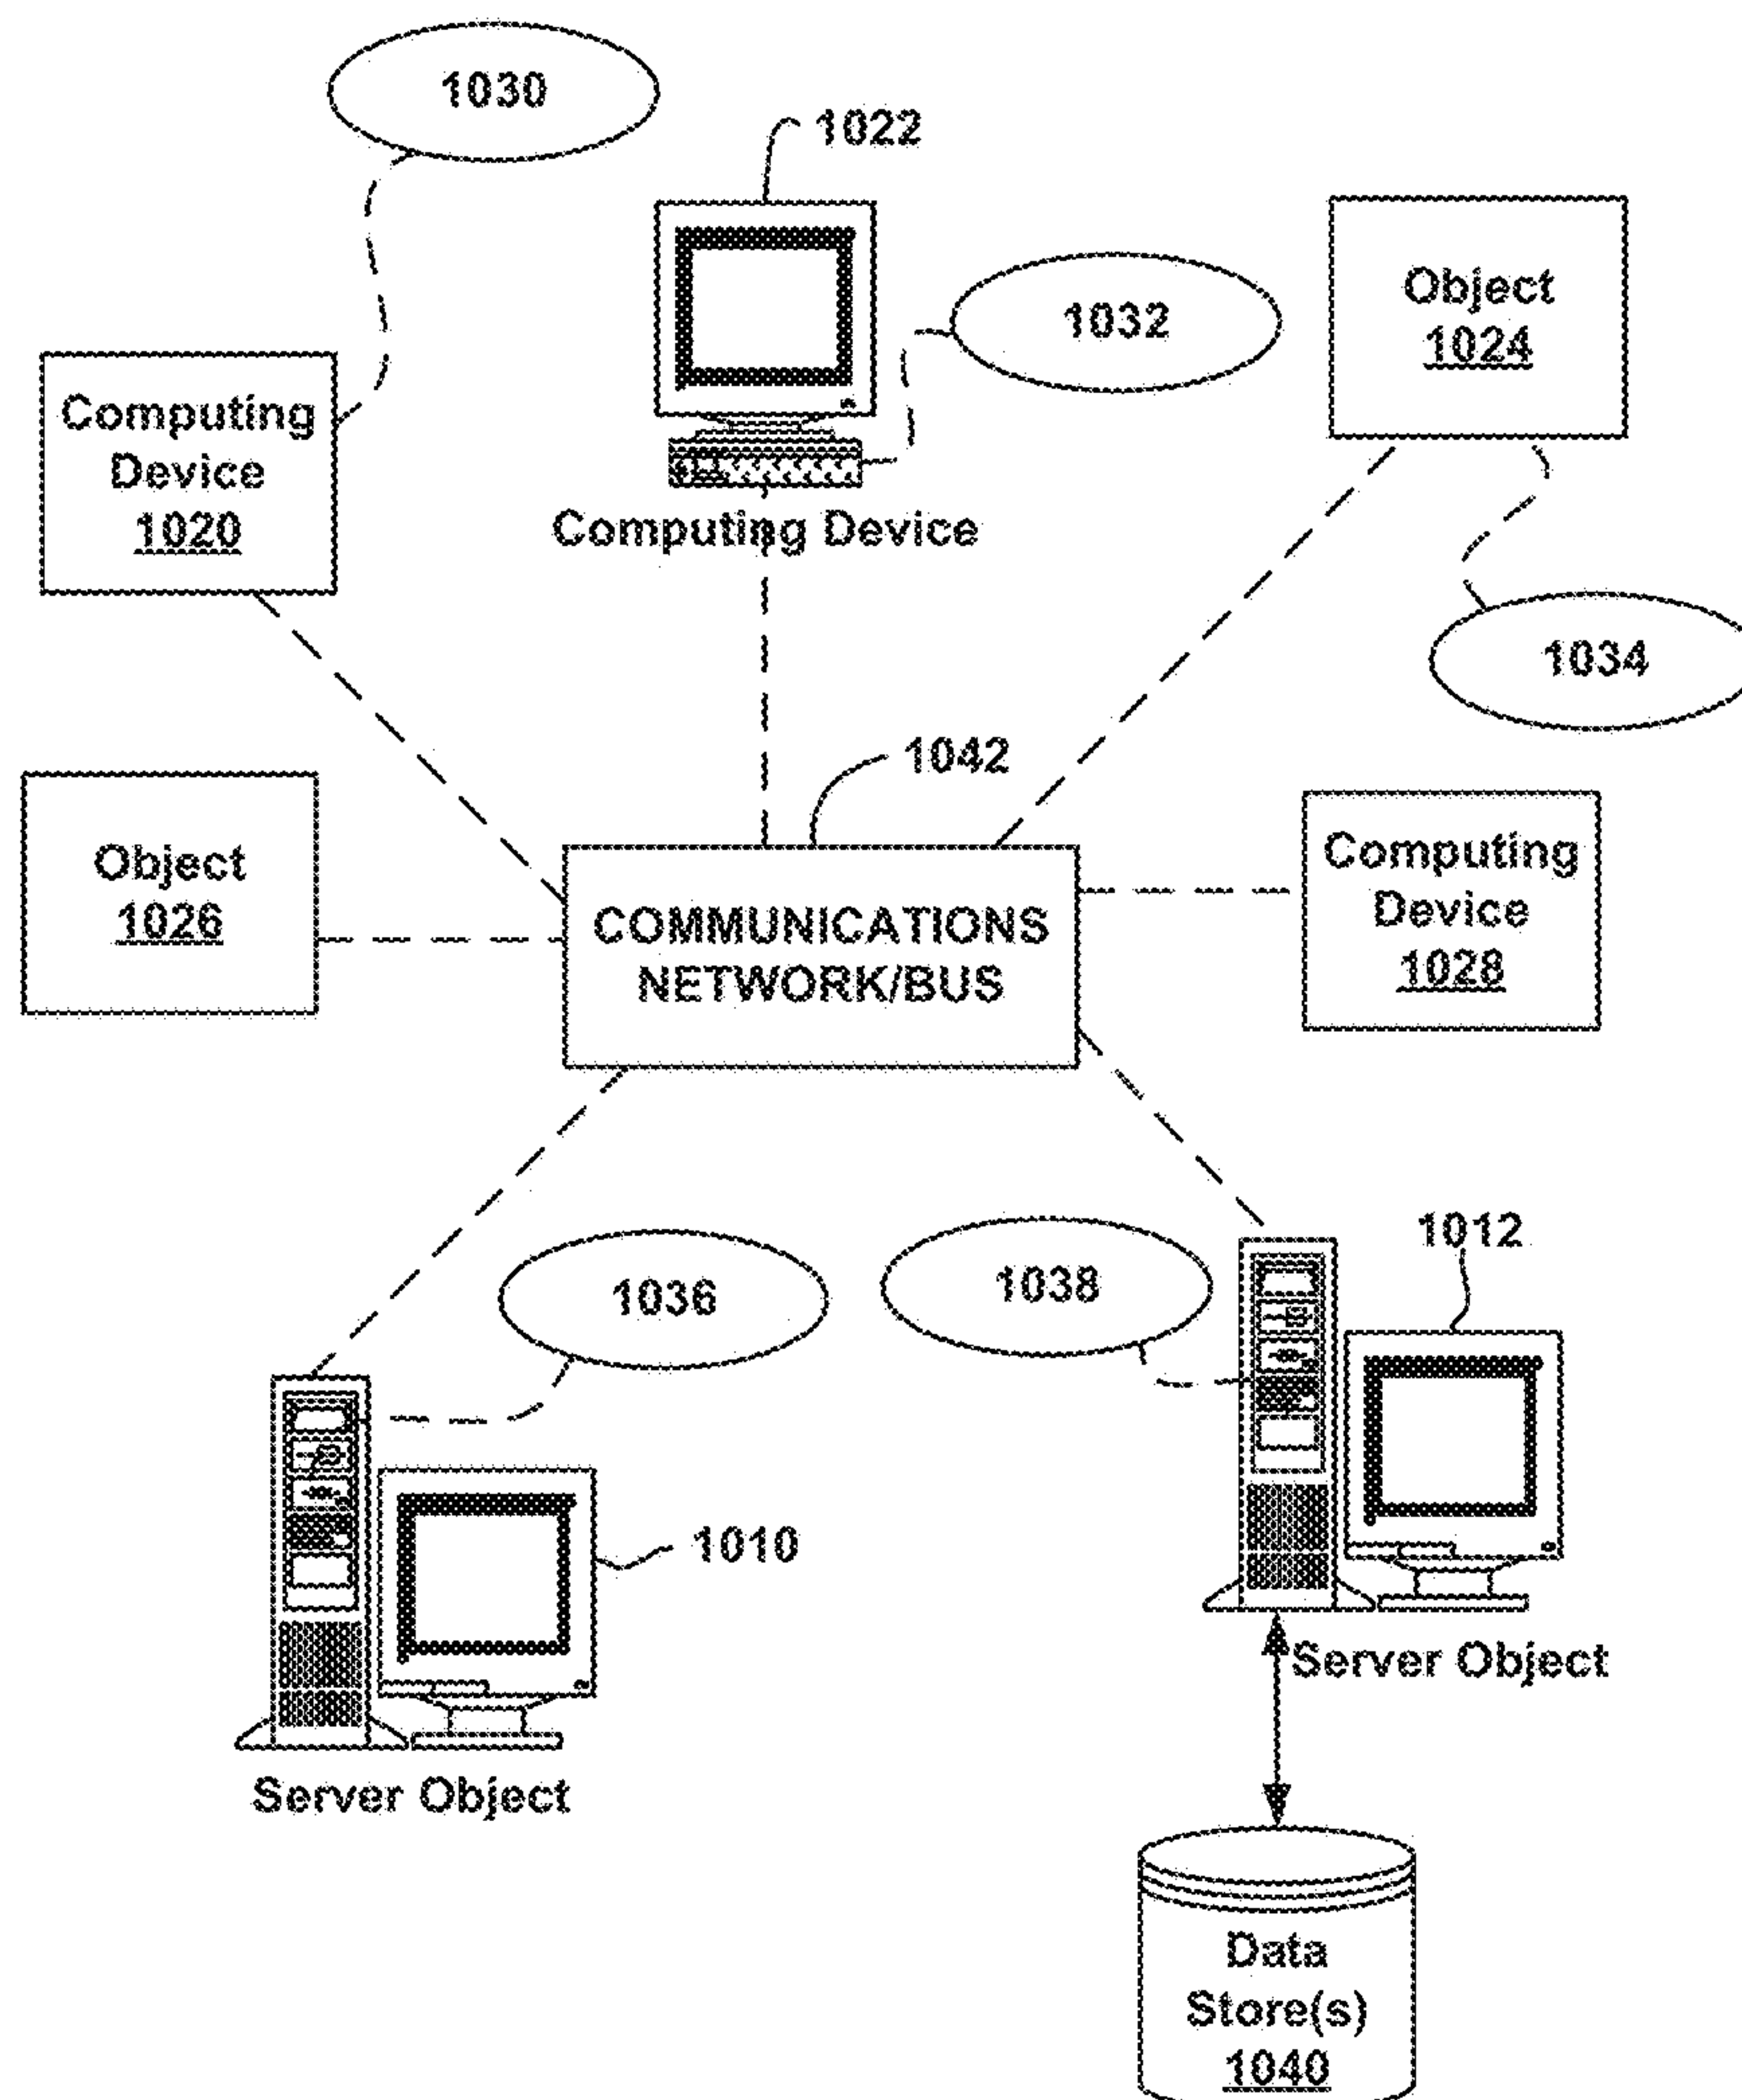 1030
1022
1032
Object
1024
Computing
Device
1020
Computing Device
1034
1042
Object
1026
COMMUNICATIONS
NETWORK/BUS
Computing
Device
1028
1036
1038
1012
1010
Server Object
Server Object
Data
Store(s)
1040